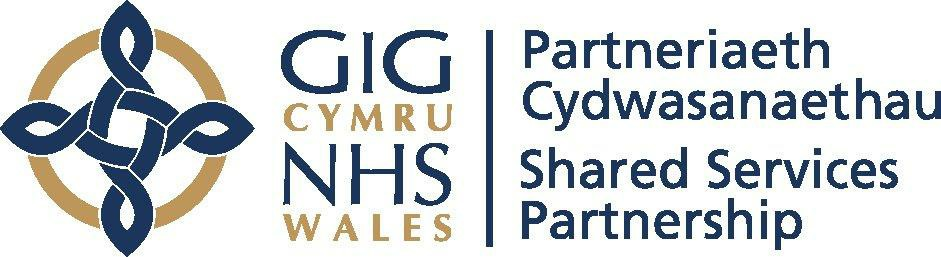 GIG
CYMRU
NHS
WALES
Partneriaeth
Cydwasanaethau
Shared Services
Partnership